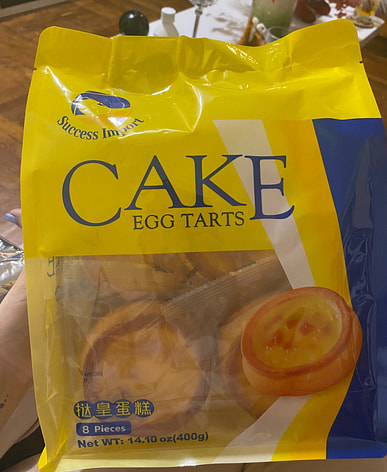 Success Import
CAKE
EGG TARTS
挞皇蛋糕
8 Pieces
Net WT: 14.10 oz(400g)